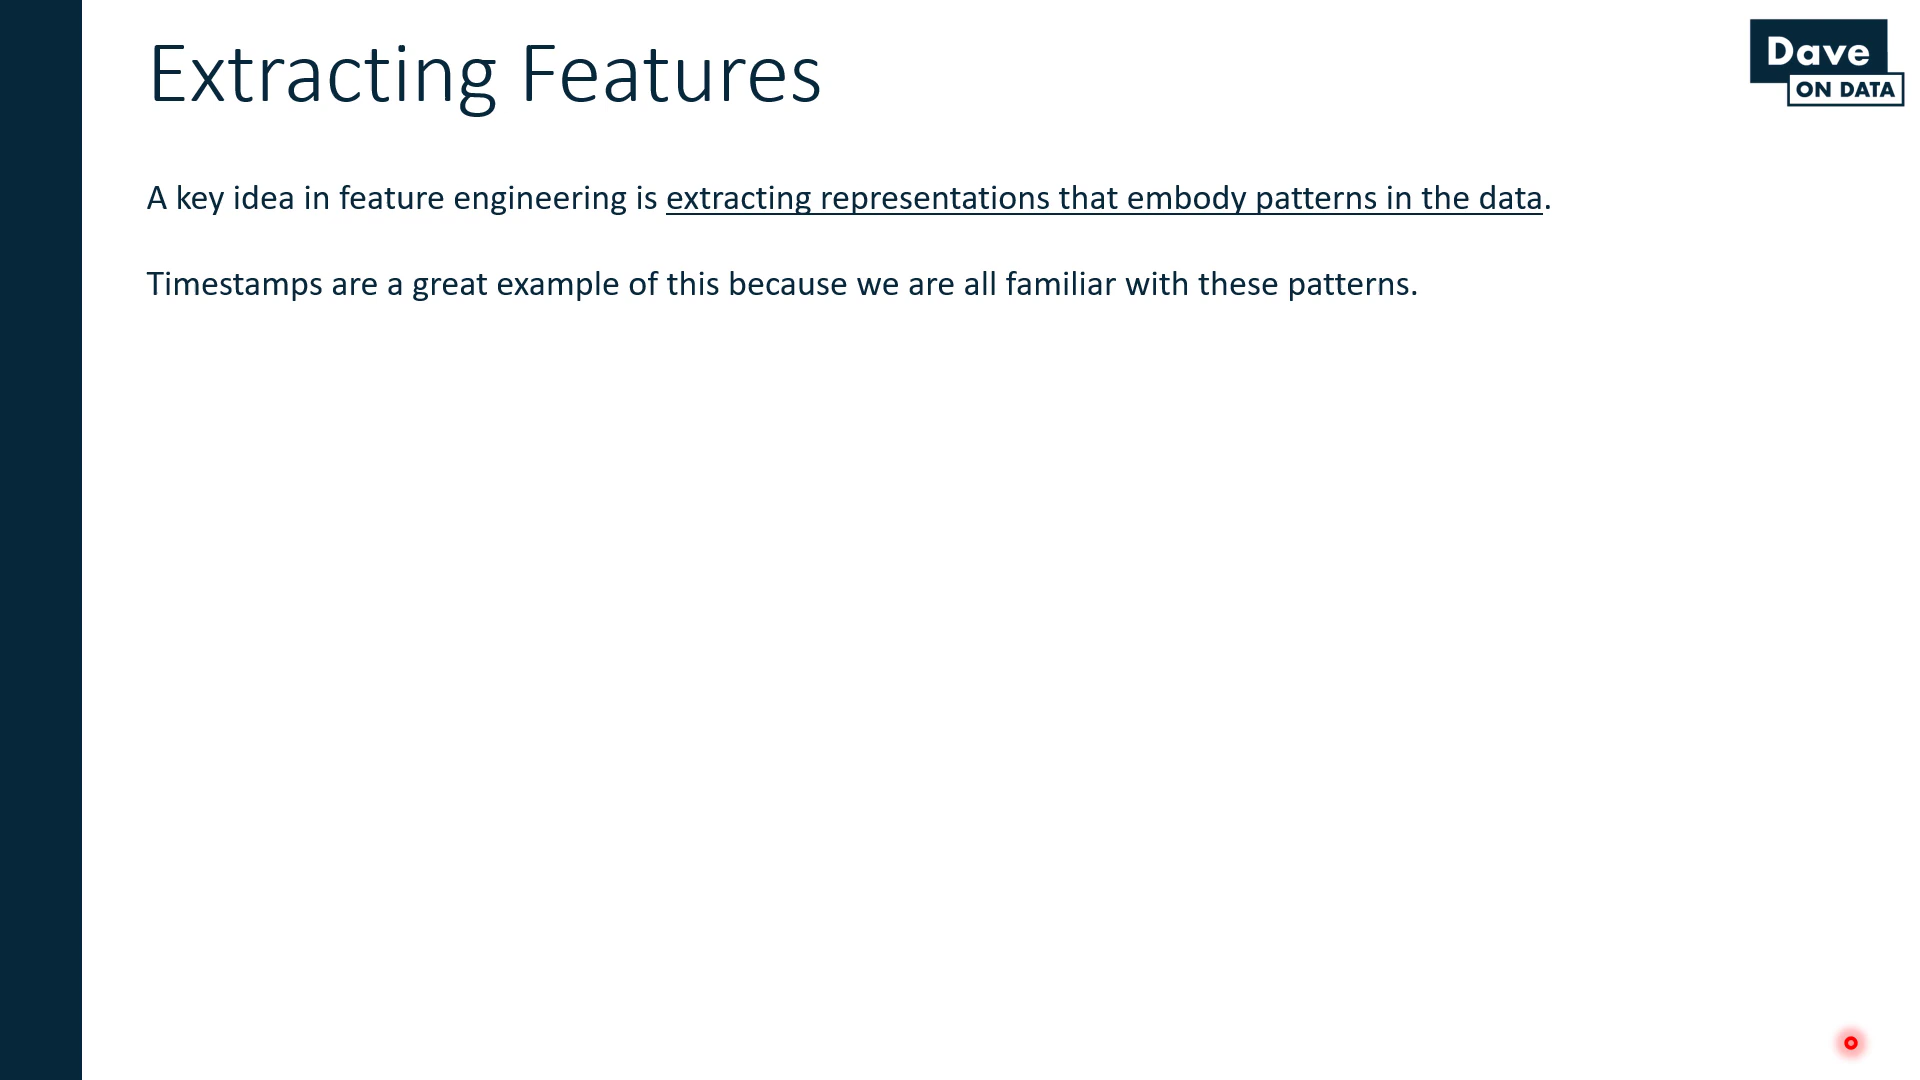 Extracting Features
Dave
ON DATA
A key idea in feature engineering is extracting representations that embody patterns in the data.
Timestamps are a great example of this because we are all familiar with these patterns.